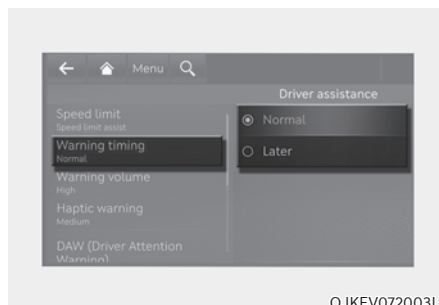 Menu
Driver assistance
Speed limit
Speed limit assist
Normal
Warning timing
Normal
Later
Warning volume
High
Haptic warning
Medium
DAW (Driver Attention
Warning)
OJKEV072003L